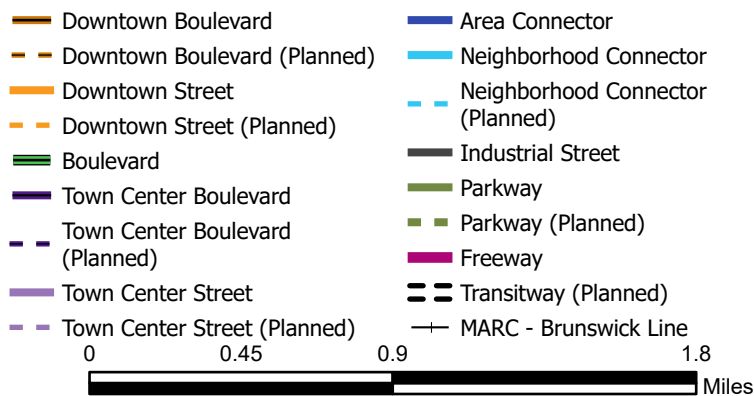 Downtown Boulevard
Downtown Boulevard (Planned)
Downtown Street
Downtown Street (Planned)
Boulevard
Town Center Boulevard
Town Center Boulevard
(Planned)
Town Center Street
Town Center Street (Planned)
Area Connector
Neighborhood Connector
Neighborhood Connector
(Planned)
Industrial Street
Parkway
Parkway (Planned)
Freeway
Transitway (Planned)
MARC - Brunswick Line
0 0.45 0.9 1.8
Miles